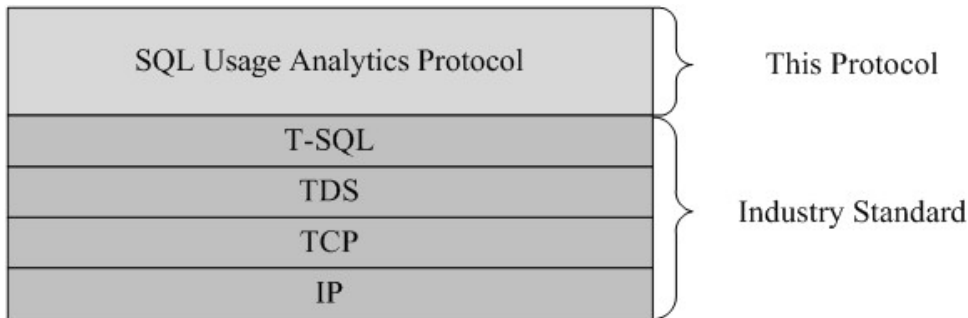 SQL Usage Analytics Protocol
This Protocol
T-SQL
TDS
TCP
IP
Industry Standard